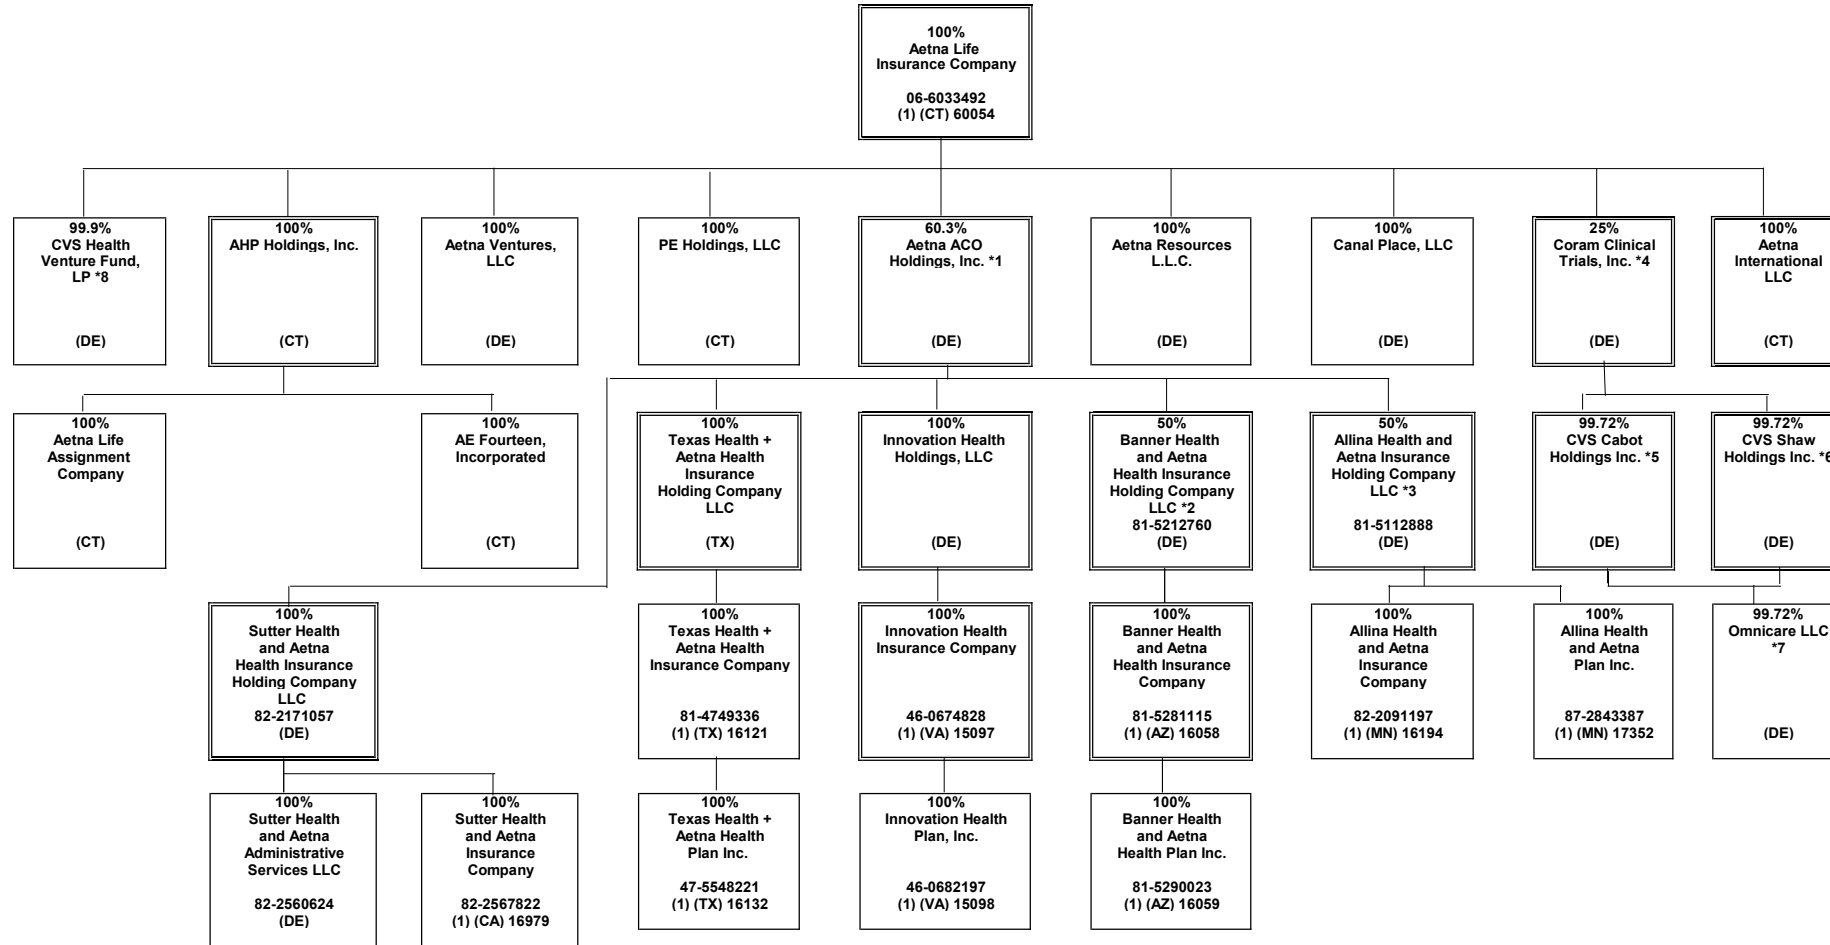 100%
Aetna Life
Insurance Company
06-6033492
(1) (CT) 60054
99.9%
CVS Health
Venture Fund,
LP *8
(DE)
100%
AHP Holdings, Inc.
(CT)
100%
Aetna Ventures,
LLC
(DE)
100%
PE Holdings, LLC
(CT)
60.3%
Aetna ACO
Holdings, Inc. *1
(DE)
100%
Aetna Resources
L.L.C.
(DE)
100%
Canal Place, LLC
(DE)
25%
Coram Clinical
Trials, Inc. *4
(DE)
100%
Aetna
International
LLC
(CT)
100%
Aetna Life
Assignment
Company
(CT)
100%
AE Fourteen,
Incorporated
(CT)
100%
Texas Health +
Aetna Health
Insurance
Holding Company
LLC
(TX)
100%
Innovation Health
Holdings, LLC
(DE)
50%
Banner Health
and Aetna
Health Insurance
Holding Company
LLC *2
81-5212760
(DE)
50%
Allina Health and
Aetna Insurance
Holding Company
LLC *3
81-5112888
(DE)
99.72%
CVS Cabot
Holdings Inc. *5
(DE)
99.72%
CVS Shaw
Holdings Inc. *6
(DE)
100%
Sutter Health
and Aetna
Health Insurance
Holding Company
LLC
82-2171057
(DE)
100%
Texas Health +
Aetna Health
Insurance Company
81-4749336
(1) (TX) 16121
100%
Innovation Health
Insurance Company
46-0674828
(1) (VA) 15097
100%
Banner Health
and Aetna
Health Insurance
Company
81-5281115
(1) (AZ) 16058
100%
Allina Health
and Aetna
Insurance
Company
82-2091197
(1) (MN) 16194
100%
Allina Health
and Aetna
Plan Inc.
87-2843387
(1) (MN) 17352
99.72%
Omnicare LLC
*7
(DE)
100%
Sutter Health
and Aetna
Administrative
Services LLC
82-2560624
(DE)
100%
Sutter Health
and Aetna
Insurance
Company
82-2567822
(1) (CA) 16979
100%
Texas Health +
Aetna Health
Plan Inc.
47-5548221
(1) (TX) 16132
100%
Innovation Health
Plan, Inc.
46-0682197
(1) (VA) 15098
100%
Banner Health
and Aetna
Health Plan Inc.
81-5290023
(1) (AZ) 16059